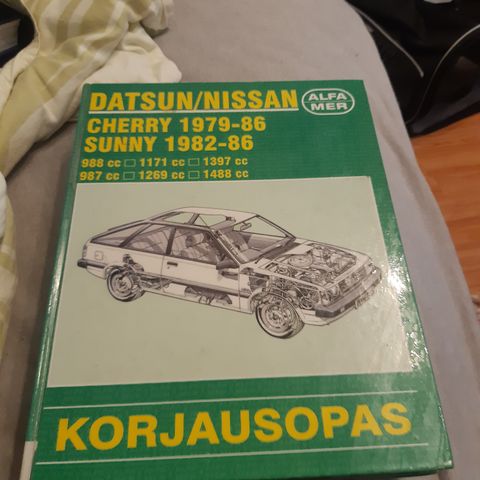 DATSUN/NISSAN
ALFA
MER
CHERRY 1979-86
SUNNY 1982-86
988 cc □ 1171 cc □ 1397 cc
987 cc □ 1269 cc □ 1488 cc
KORJAUSOPAS